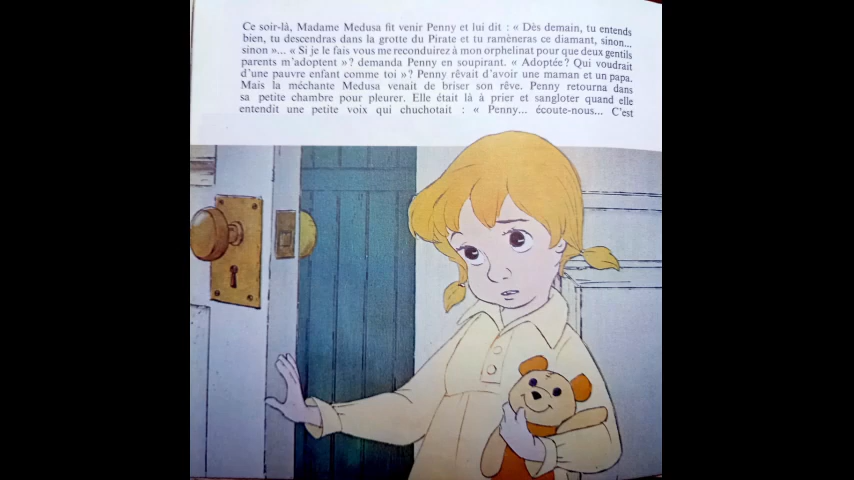 Ce soir-là, Madame Medusa fit venir Penny et lui dit : « Dès demain, tu entends
bien, tu descendras dans la grotte du Pirate et tu ramèneras ce diamant, sinon...
sinon »... « Si je le fais vous me reconduirez à mon orphelinat pour que deux gentils
parents m'adoptent » ? demanda Penny en soupirant. « Adoptée ? Qui voudrait
d'une pauvre enfant comme toi » ? Penny rêvait d'avoir une maman et un papa.
Mais la méchante Medusa venait de briser son rêve. Penny retourna dans
sa petite chambre pour pleurer. Elle était là à prier et sangloter quand elle
entendit une petite voix qui chuchotait : « Penny... écoute-nous... C'est